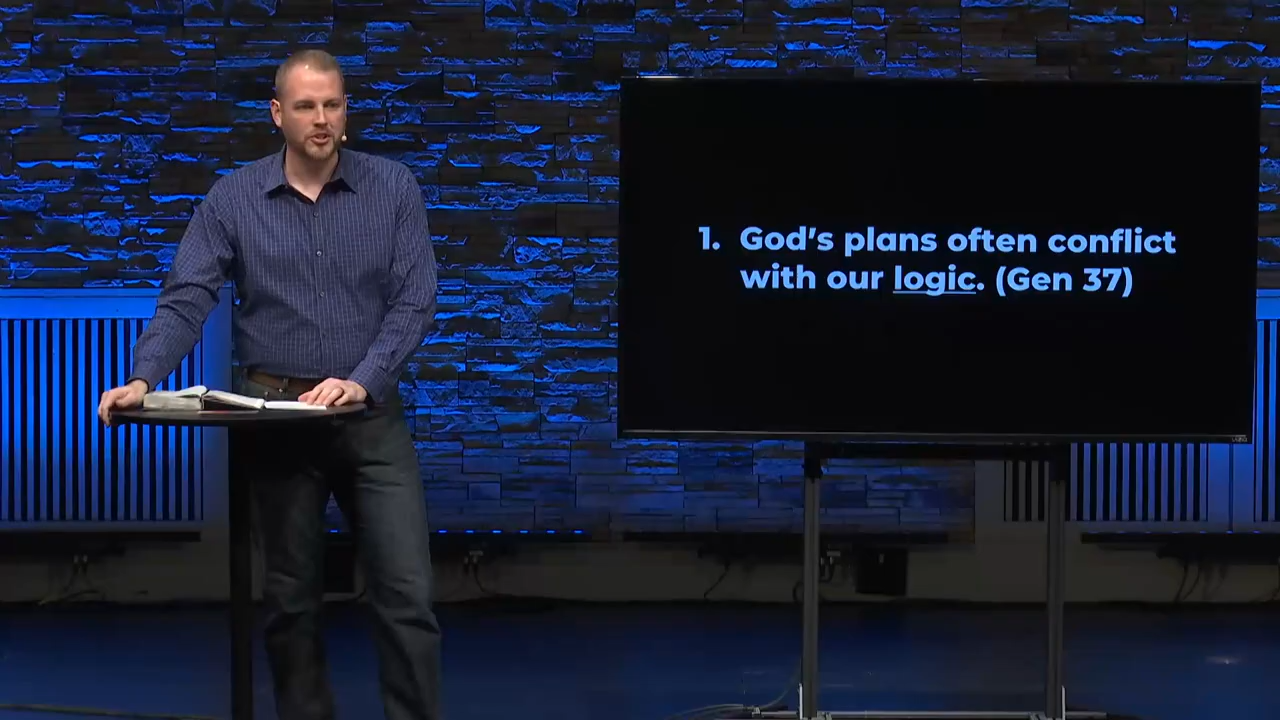 1. God's plans often conflict
with our logic. (Gen 37)